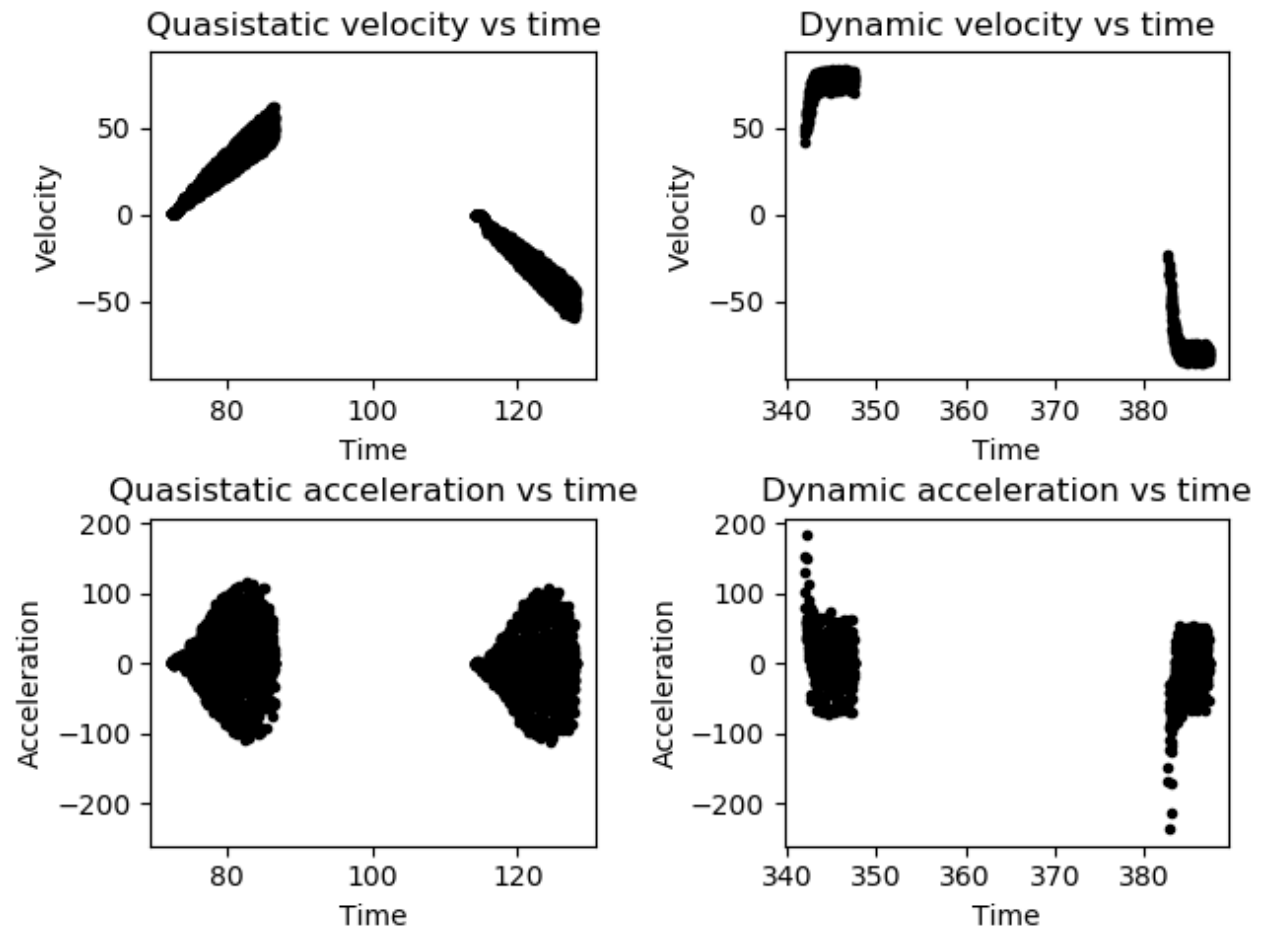 Quasistatic velocity vs time
Dynamic velocity vs time
50
0
−50
Velocity
80 100 120
Time
50
0
−50
Velocity
340 350 360 370 380
Time
Quasistatic acceleration vs time
Dynamic acceleration vs time
200
100
0
−100
−200
Acceleration
80 100 120
Time
200
100
0
−100
−200
Acceleration
340 350 360 370 380
Time